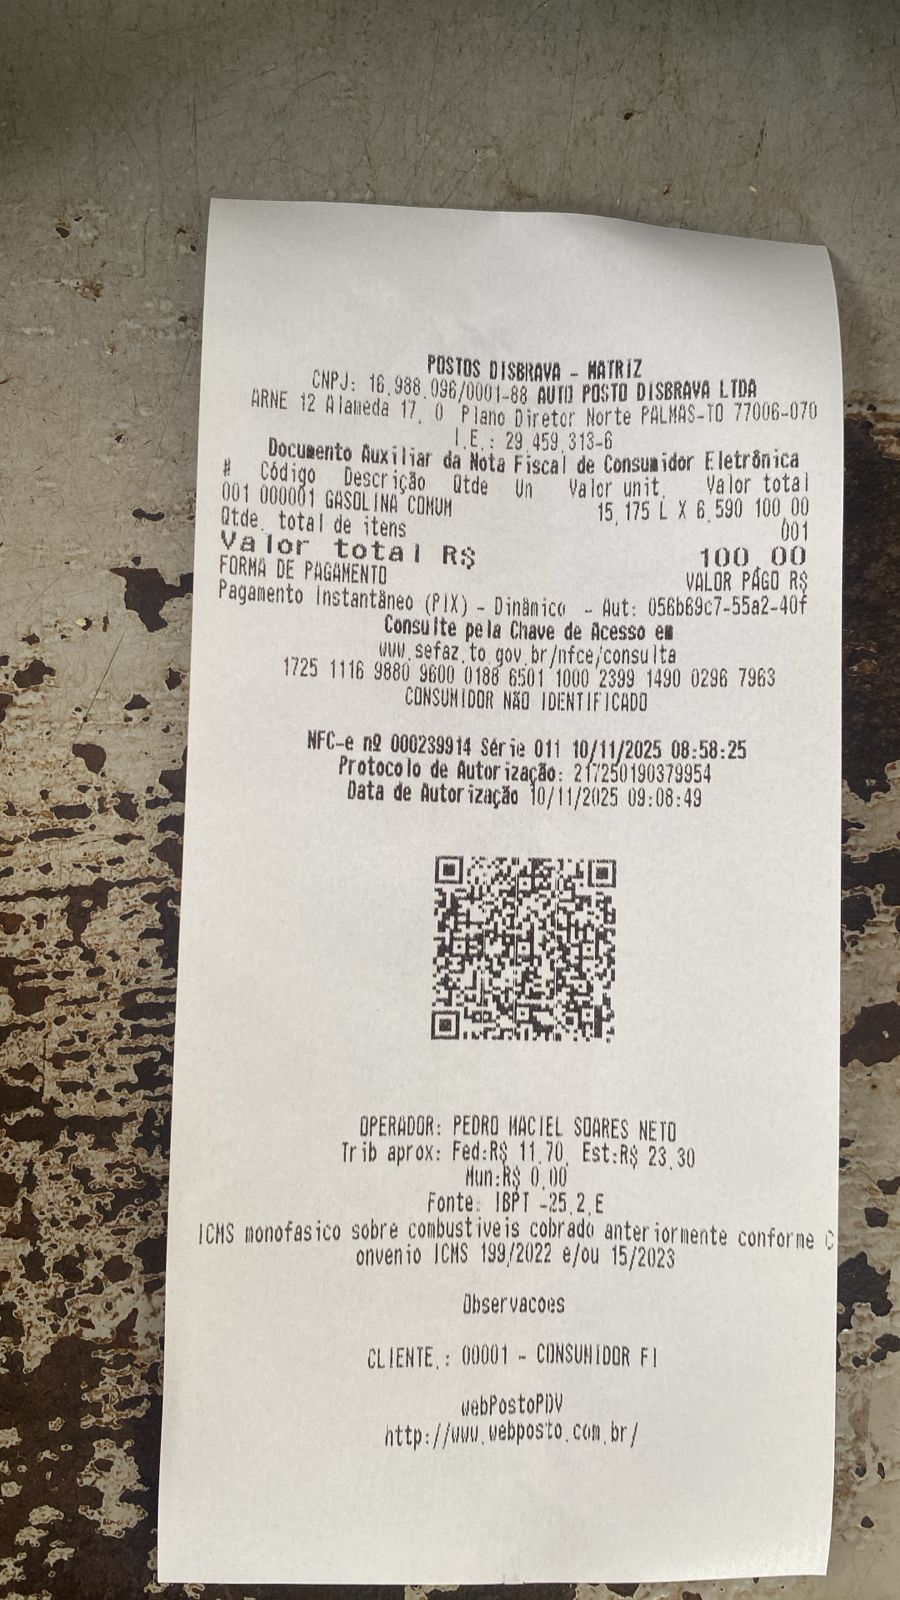 POSTOS DISBRAVA - MATRIZ
CNPJ: 16.988.096/0001-88 AUTO POSTO DISBRAVA LTDA
ARNE 12 Alameda 17, 0 Plano Diretor Norte PALMAS-TO 77006-070
I.E.: 29.459.313-6
Documento Auxiliar da Nota Fiscal de Consumidor Eletrônica
# Código Descrição Qtde Un Valor unit. Valor total
001 000001 GASOLINA COMUM 15,175 L X 6,590 100,00
Qtde. total de itens 001
Valor total R$ 100,00
FORMA DE PAGAMENTO VALOR PAGO R$
Pagamento Instantâneo (PIX) - Dinâmico - Aut: 056b69c7-55a2-40f
Consulte pela Chave de Acesso em
www.sefaz.to.gov.br/nfce/consulta
1725 1116 9880 9600 0188 6501 1000 2399 1490 0296 7963
CONSUMIDOR NÃO IDENTIFICADO
NFC-e nº 000239914 Série 011 10/11/2025 08:58:25
Protocolo de Autorização: 217250190379954
Data de Autorização 10/11/2025 09:08:49
OPERADOR: PEDRO MACIEL SOARES NETO
Trib aprox: Fed:R$ 11,70, Est:R$ 23,30
Mun:R$ 0,00
Fonte: IBPT -25.2.E
ICMS monofasico sobre combustiveis cobrado anteriormente conforme C
onvenio ICMS 199/2022 e/ou 15/2023
Observacoes
CLIENTE.: 00001 - CONSUMIDOR FI
webPostoPDV
http://www.webposto.com.br/